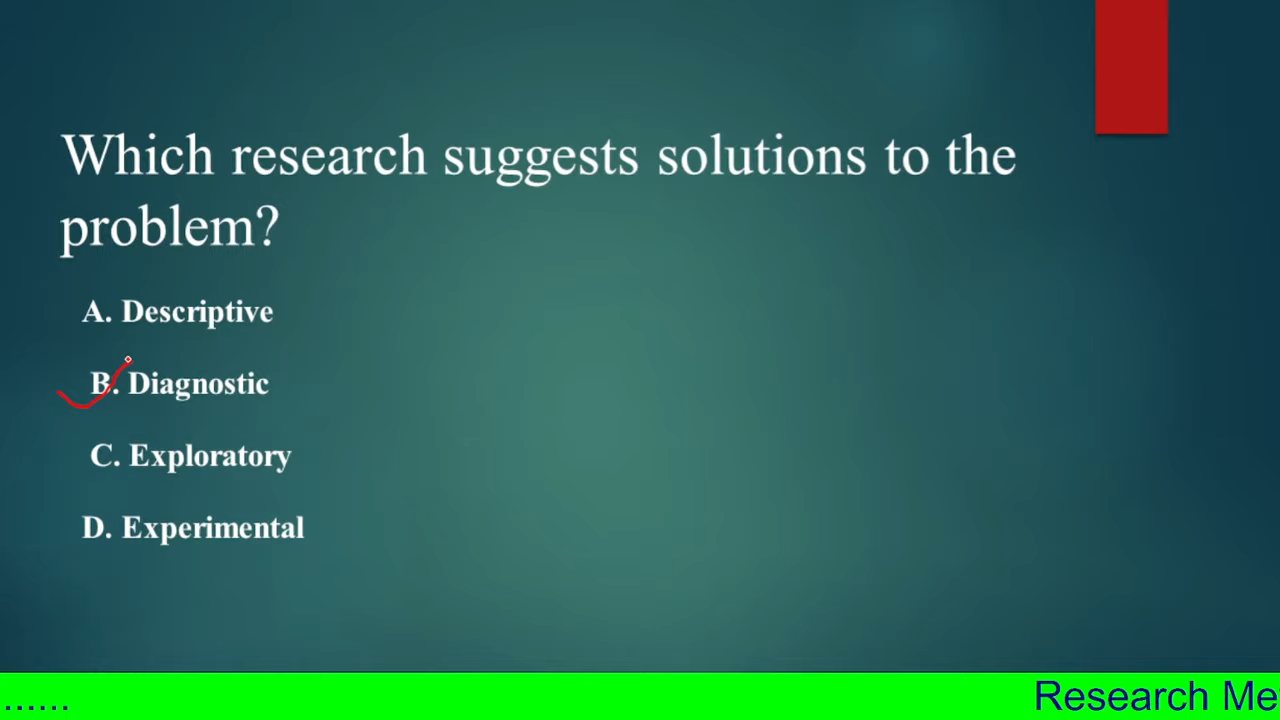 Which research suggests solutions to the
problem?
A. Descriptive
B. Diagnostic
C. Exploratory
D. Experimental
...... Research Me